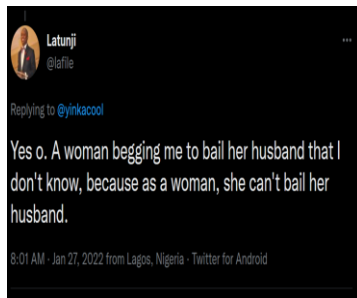 Latunji
@lafile
Replying to @yinkacool
Yes o. A woman begging me to bail her husband that I
don't know, because as a woman, she can't bail her
husband.
8:01 AM · Jan 27, 2022 from Lagos, Nigeria · Twitter for Android